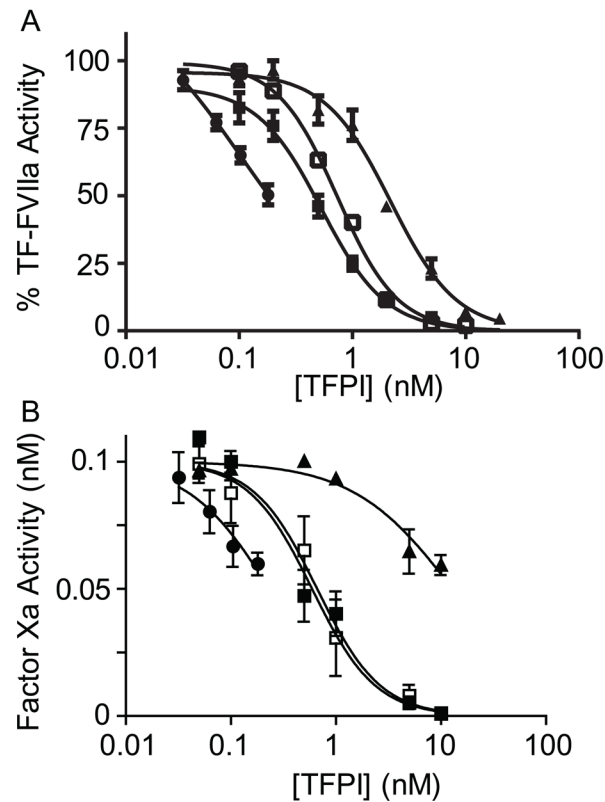 A
% TF-FVIIa Activity
100
75
50
25
0
0.01 0.1 1 10 100
[TFPI] (nM)
B
Factor Xa Activity (nM)
0.1
0.05
0
0.01 0.1 1 10 100
[TFPI] (nM)